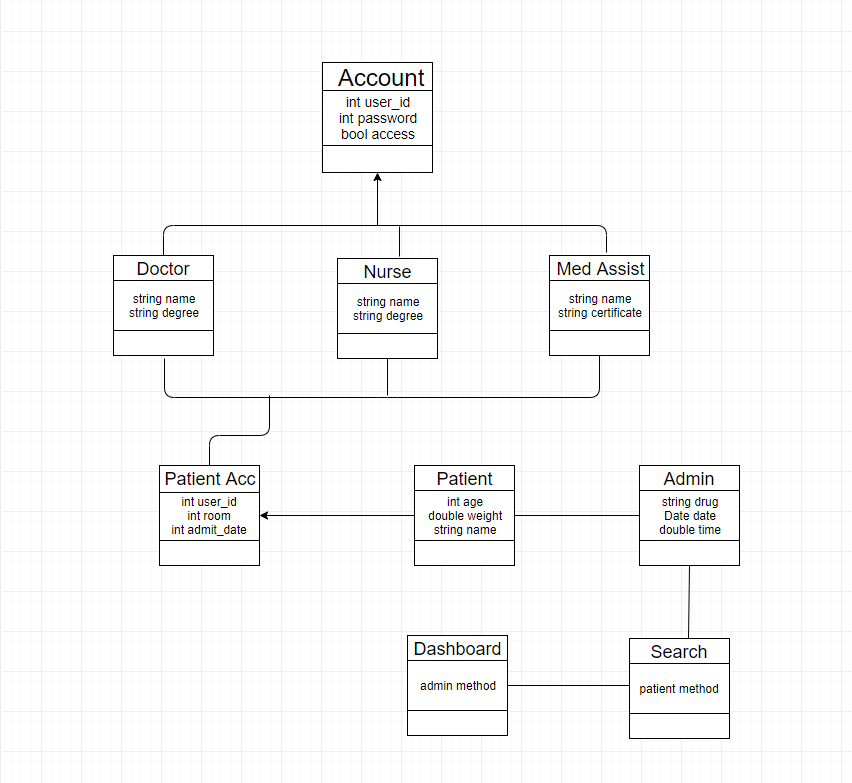 Account
int user_id
int password
bool access
Doctor
string name
string degree
Nurse
string name
string degree
Med Assist
string name
string certificate
Patient Acc
int user_id
int room
int admit_date
Patient
int age
double weight
string name
Admin
string drug
Date date
double time
Dashboard
admin method
Search
patient method